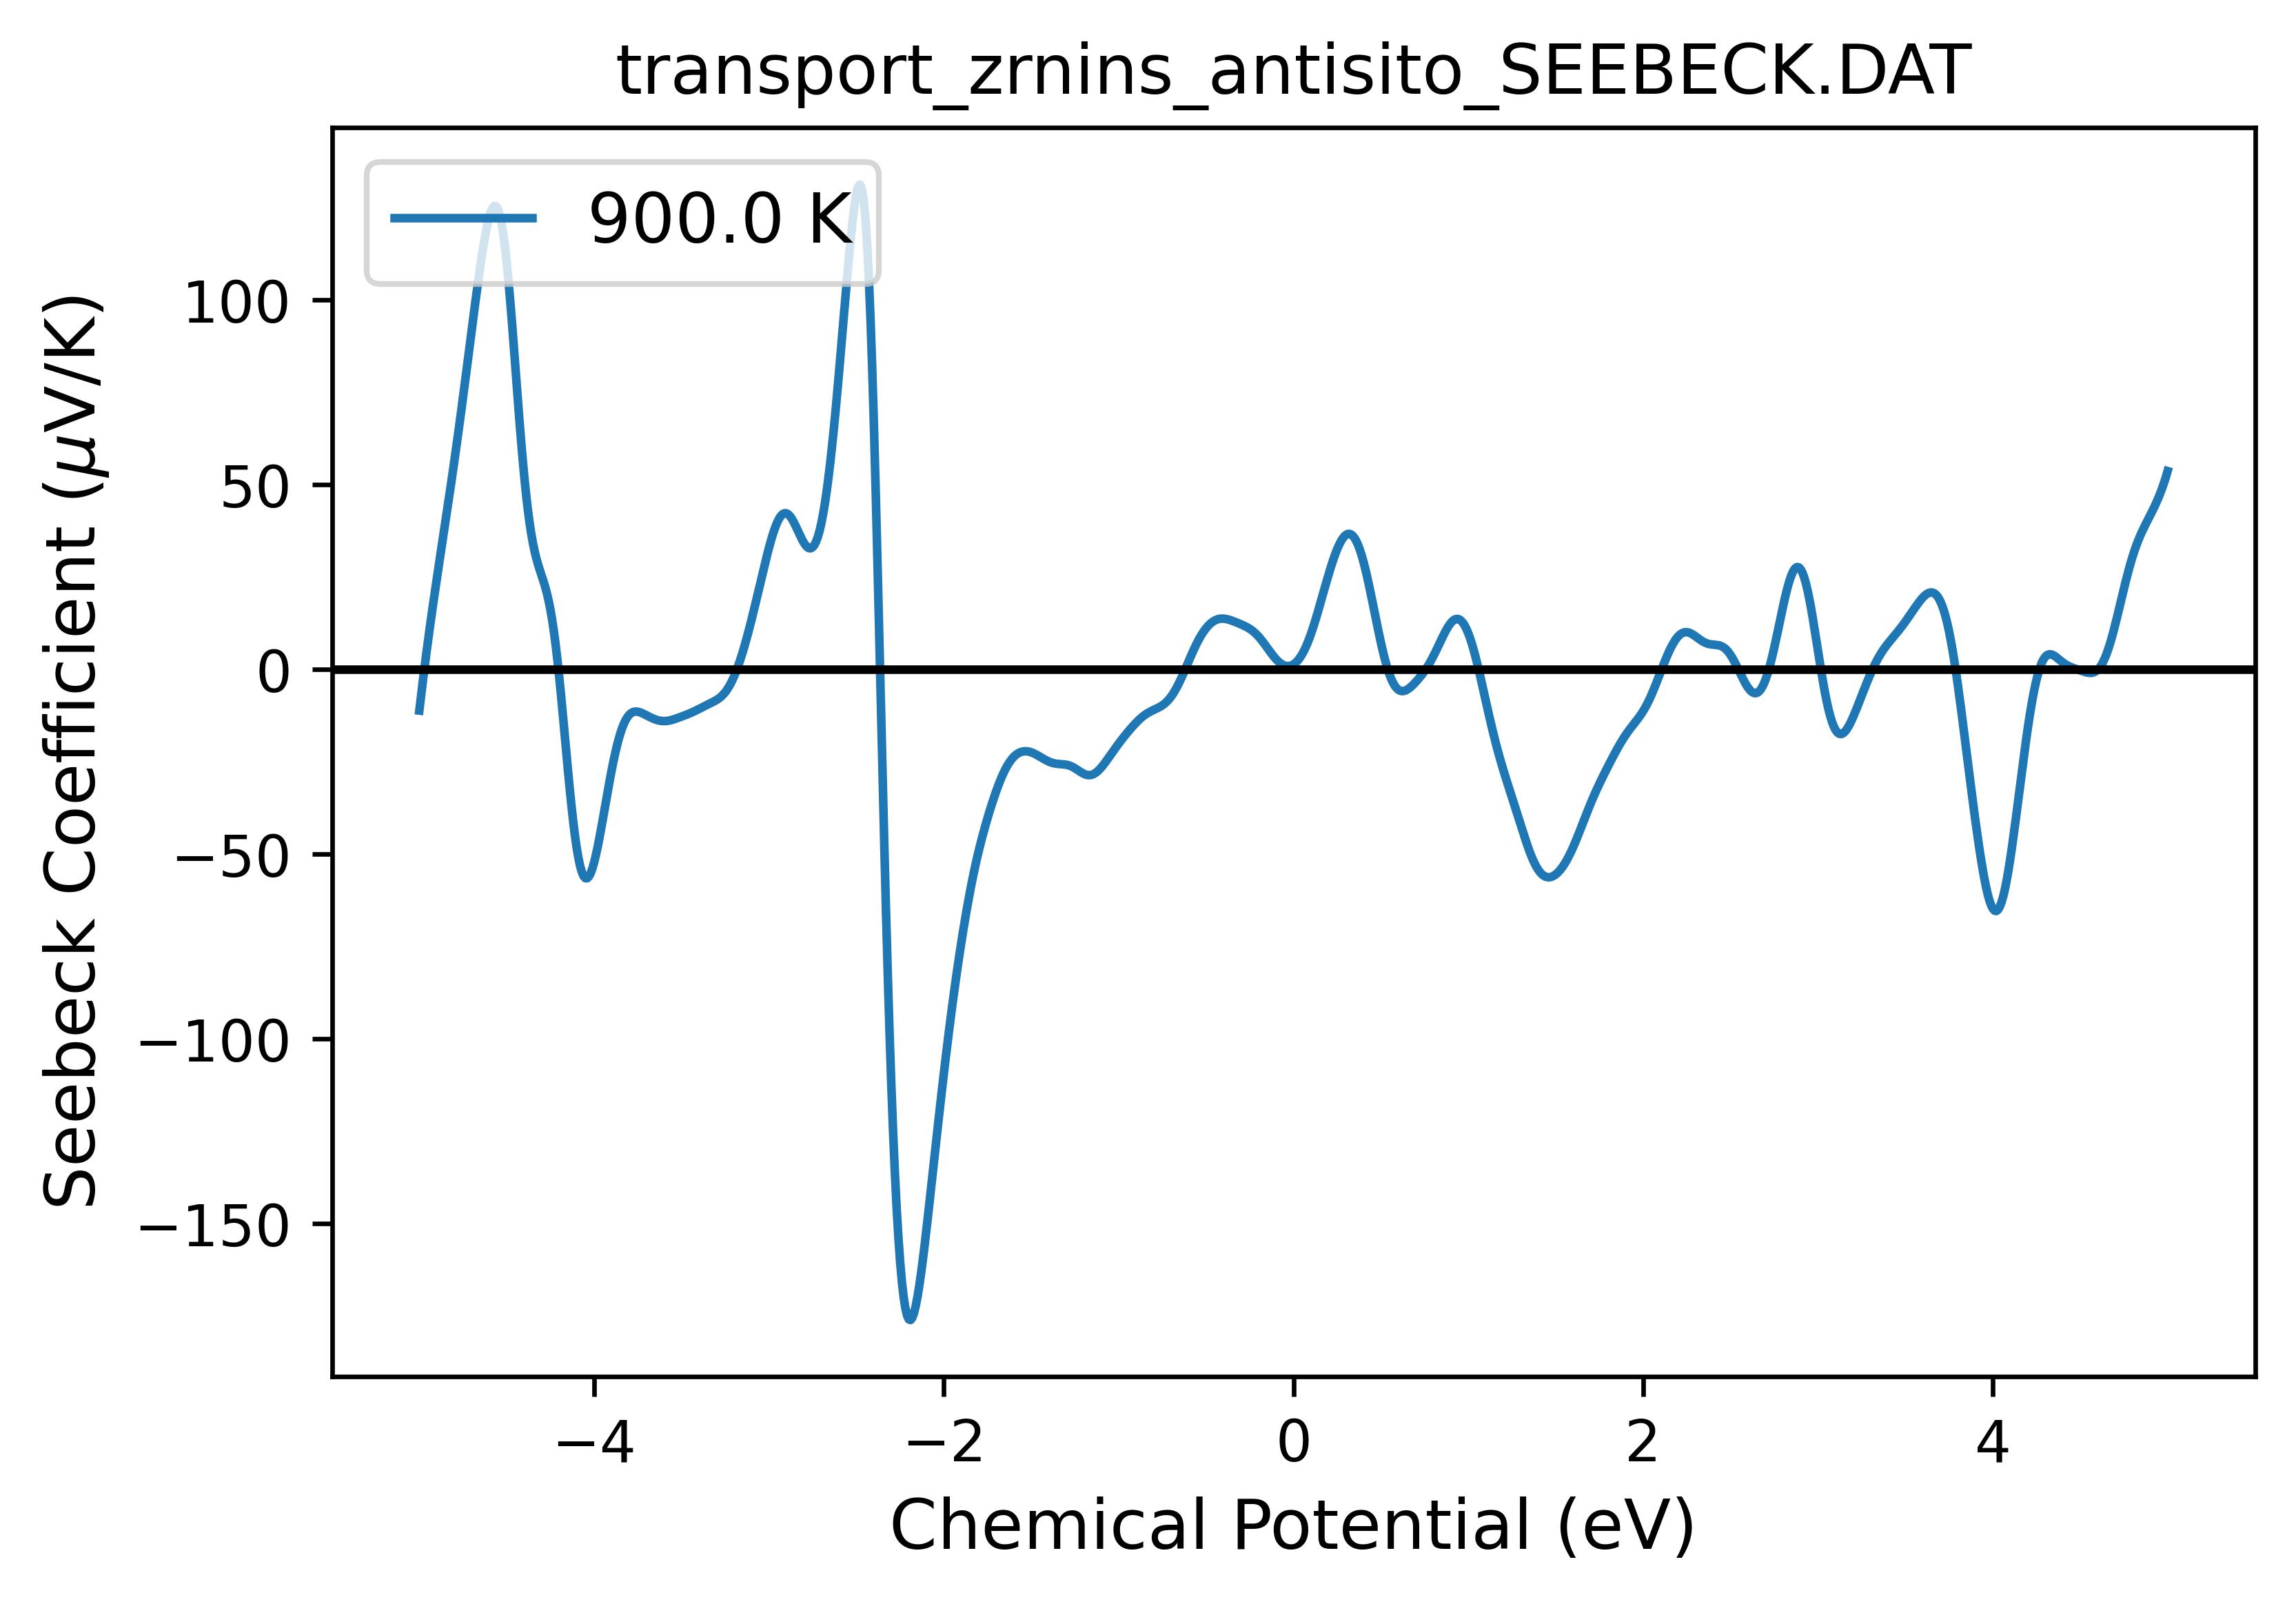 transport_zrnins_antisito_SEEBECK.DAT
900.0 K
Seebeck Coefficient (μV/K)
100
50
0
−50
−100
−150
−4
−2
0
2
4
Chemical Potential (eV)